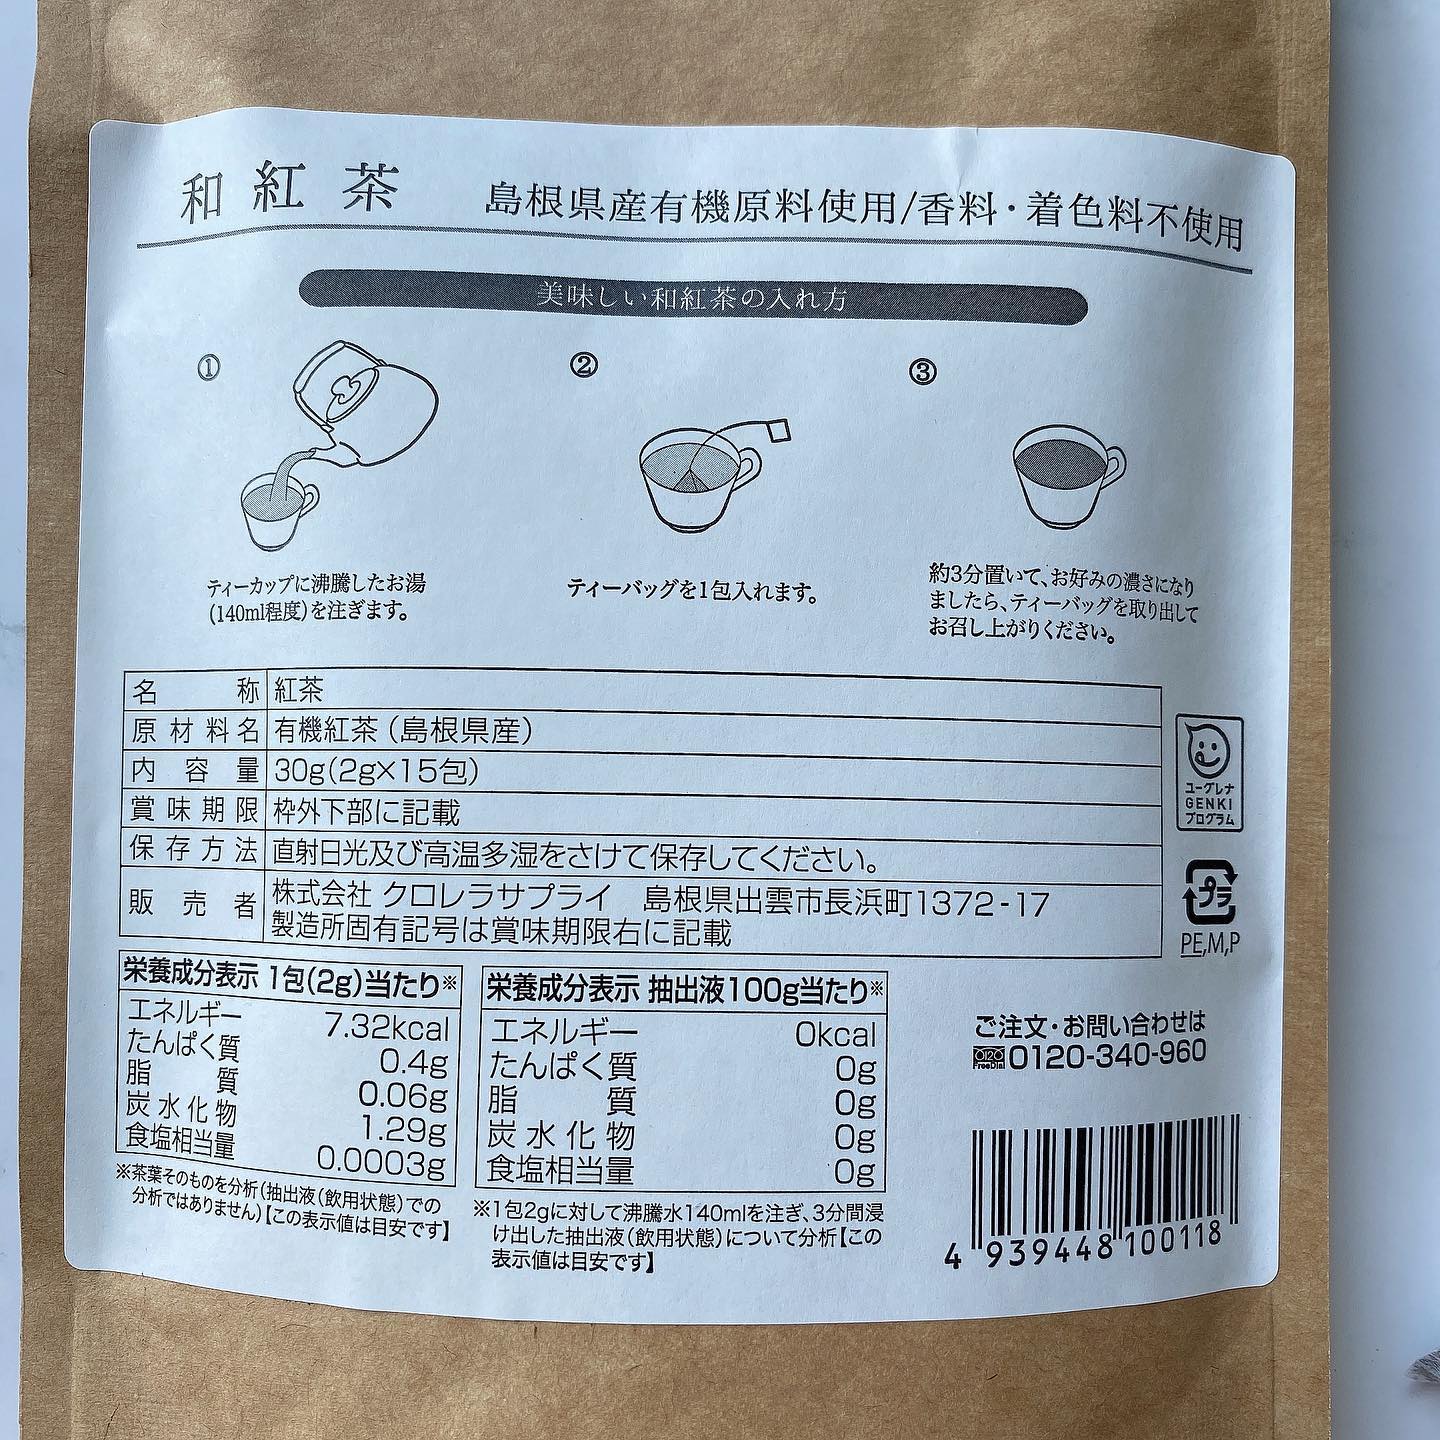 和紅茶 島根県産有機原料使用/香料・着色料不使用
美味しい和紅茶の入れ方
①
ティーカップに沸騰したお湯
(140ml程度)を注ぎます。
②
ティーバッグを1包入れます。
③
約3分置いて、お好みの濃さになり
ましたら、ティーバッグを取り出して
お召し上がりください。
名称 紅茶
原材料名 有機紅茶(島根県産)
内容量 30g(2g×15包)
賞味期限 枠外下部に記載
保存方法 直射日光及び高温多湿をさけて保存してください。
販売者 株式会社 クロレラサプライ 島根県出雲市長浜町1372-17
製造所固有記号は賞味期限右に記載
ユーグレナ
GENKI
プログラム
プラ
PE,M,P
栄養成分表示 1包(2g)当たり※
エネルギー 7.32kcal
たんぱく質 0.4g
脂質 0.06g
炭水化物 1.29g
食塩相当量 0.0003g
※茶葉そのものを分析(抽出液(飲用状態)での
分析ではありません)【この表示値は目安です】
栄養成分表示 抽出液100g当たり※
エネルギー 0kcal
たんぱく質 0g
脂質 0g
炭水化物 0g
食塩相当量 0g
※1包2gに対して沸騰水140mlを注ぎ、3分間浸
け出した抽出液(飲用状態)について分析【この
表示値は目安です】
ご注文・お問い合わせは
0120 FreeDial 0120-340-960
4 939448 100118